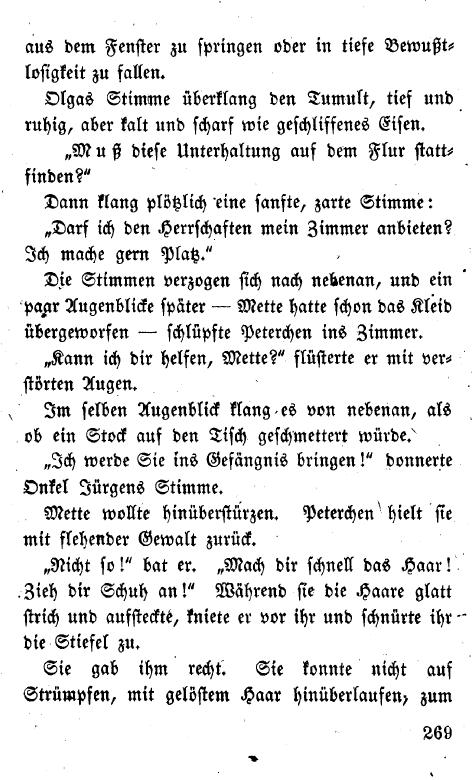 aus dem Fenster zu springen oder in tiefe Bewußt-
losigkeit zu fallen.
Olgas Stimme überklang den Tumult, tief und
ruhig, aber kalt und scharf wie geschliffenes Eisen.
„Muß diese Unterhaltung auf dem Flur statt-
finden?“
Dann klang plötzlich eine sanfte, zarte Stimme:
„Darf ich den Herrschaften mein Zimmer anbieten?
Ich mache gern Platz.“
Die Stimmen verzogen sich nach nebenan, und ein
paar Augenblicke später — Mette hatte schon das Kleid
übergeworfen — schlüpfte Peterchen ins Zimmer.
„Kann ich dir helfen, Mette?“ flüsterte er mit ver-
störten Augen.
Im selben Augenblick klang es von nebenan, als
ob ein Stock auf den Tisch geschmettert würde.
„Ich werde Sie ins Gefängnis bringen!“ donnerte
Onkel Jürgens Stimme.
Mette wollte hinüberstürzen. Peterchen hielt sie
mit flehender Gewalt zurück.
„Nicht so!“ bat er. „Mach dir schnell das Haar!
Zieh dir Schuh an!“ Während sie die Haare glatt
strich und aufsteckte, kniete er vor ihr und schnürte ihr
die Stiefel zu.
Sie gab ihm recht. Sie konnte nicht auf
Strümpfen, mit gelöstem Haar hinüberlaufen, zum
269